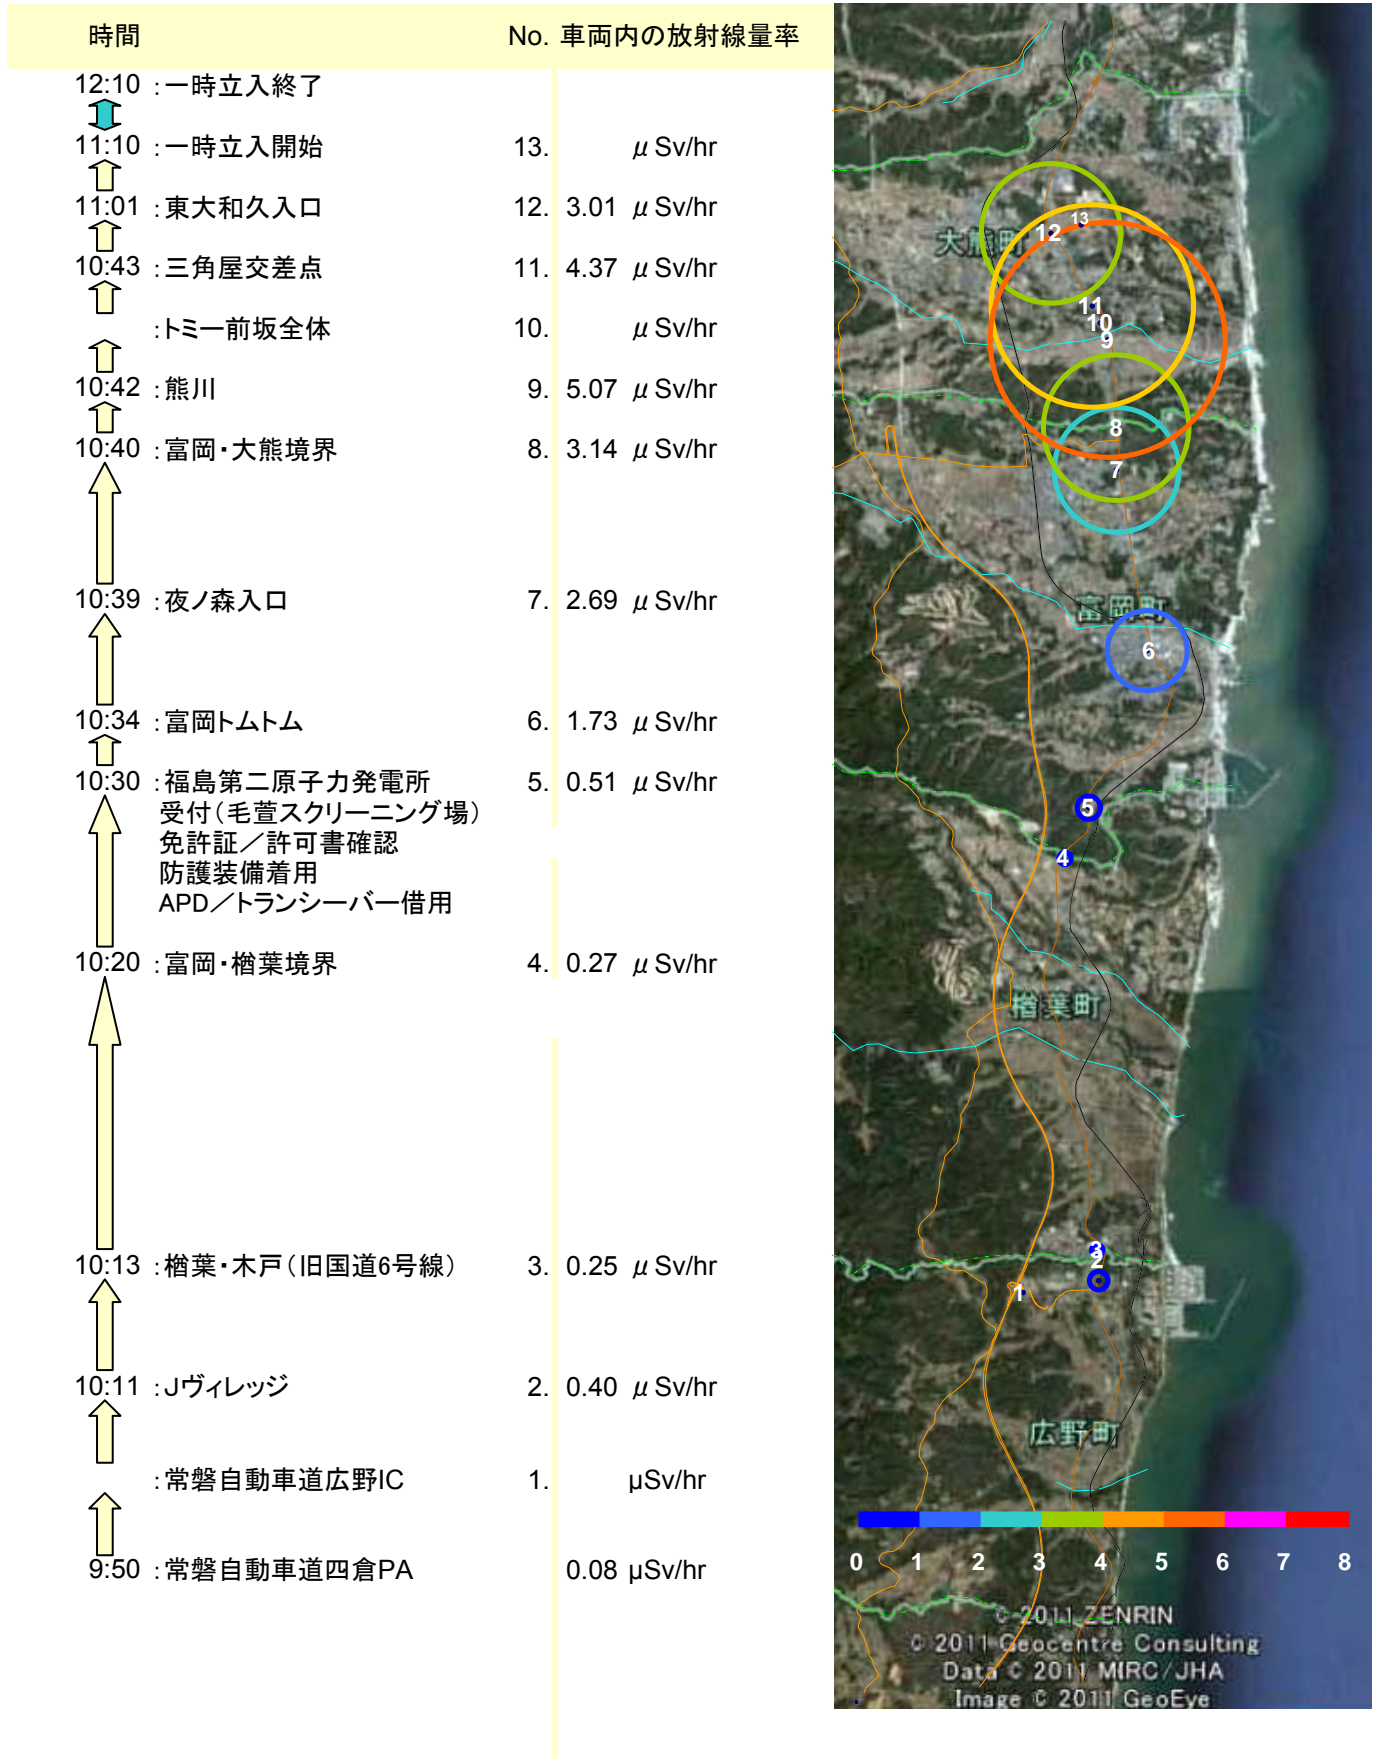 時間 No. 車両内の放射線量率
12:10 :一時立入終了
11:10 :一時立入開始 13. μSv/hr
11:01 :東大和久入口 12. 3.01 μSv/hr
10:43 :三角屋交差点 11. 4.37 μSv/hr
:トミー前坂全体 10. μSv/hr
10:42 :熊川 9. 5.07 μSv/hr
10:40 :富岡・大熊境界 8. 3.14 μSv/hr
10:39 :夜ノ森入口 7. 2.69 μSv/hr
10:34 :富岡トムトム 6. 1.73 μSv/hr
10:30 :福島第二原子力発電所 5. 0.51 μSv/hr
受付(毛萱スクリーニング場)
免許証/許可書確認
防護装備着用
APD/トランシーバー借用
10:20 :富岡・楢葉境界 4. 0.27 μSv/hr
10:13 :楢葉・木戸(旧国道6号線) 3. 0.25 μSv/hr
10:11 :Jヴィレッジ 2. 0.40 μSv/hr
:常磐自動車道広野IC 1. μSv/hr
9:50 :常磐自動車道四倉PA 0.08 μSv/hr
13
大熊町 12
11
10
9
8
7
富岡町
6
5
4
楢葉町
3
2
1
広野町
0 1 2 3 4 5 6 7 8
© 2011 ZENRIN
© 2011 Geocentre Consulting
Data © 2011 MIRC/JHA
Image © 2011 GeoEye